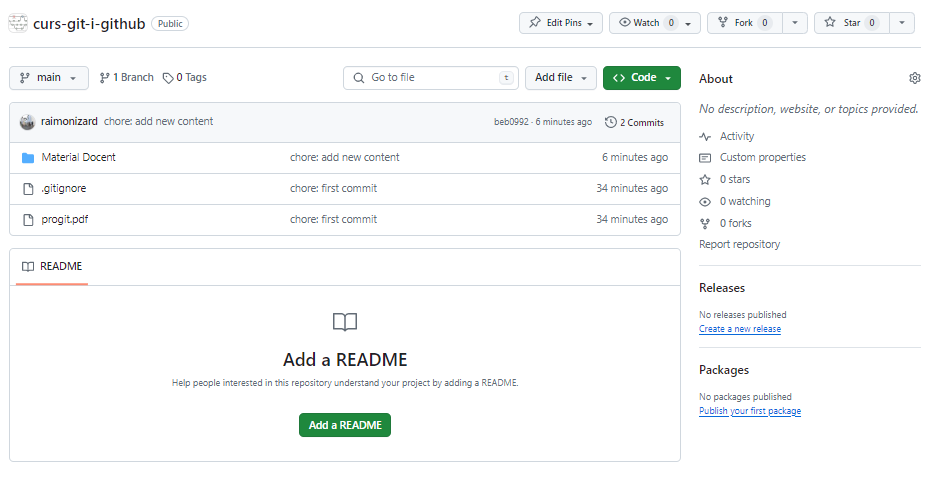 curs-git-i-github Public Edit Pins Watch 0 Fork 0 Star 0
main 1 Branch 0 Tags Go to file t Add file Code
raimonizard chore: add new content beb0992 · 6 minutes ago 2 Commits
Material Docent chore: add new content 6 minutes ago
.gitignore chore: first commit 34 minutes ago
progit.pdf chore: first commit 34 minutes ago
README
Add a README
Help people interested in this repository understand your project by adding a README.
Add a README
About
No description, website, or topics provided.
Activity
Custom properties
0 stars
0 watching
0 forks
Report repository
Releases
No releases published
Create a new release
Packages
No packages published
Publish your first package